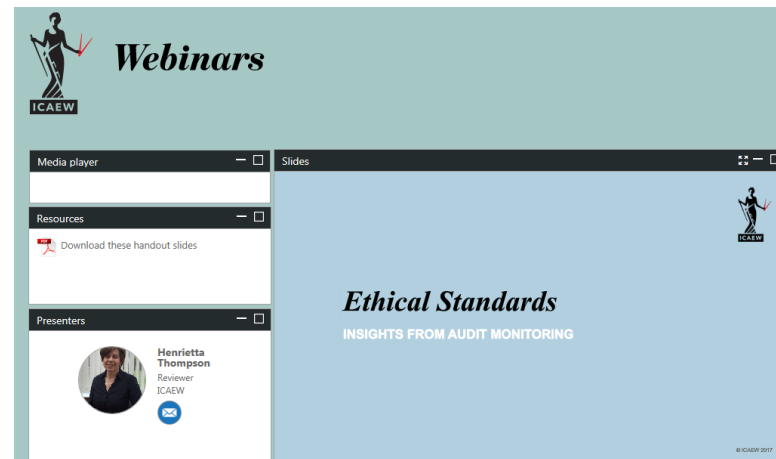 ICAEW
Webinars
Media player
Resources
PDF
Download these handout slides
Presenters
Henrietta
Thompson
Reviewer
ICAEW
Slides
ICAEW
Ethical Standards
INSIGHTS FROM AUDIT MONITORING
© ICAEW 2017